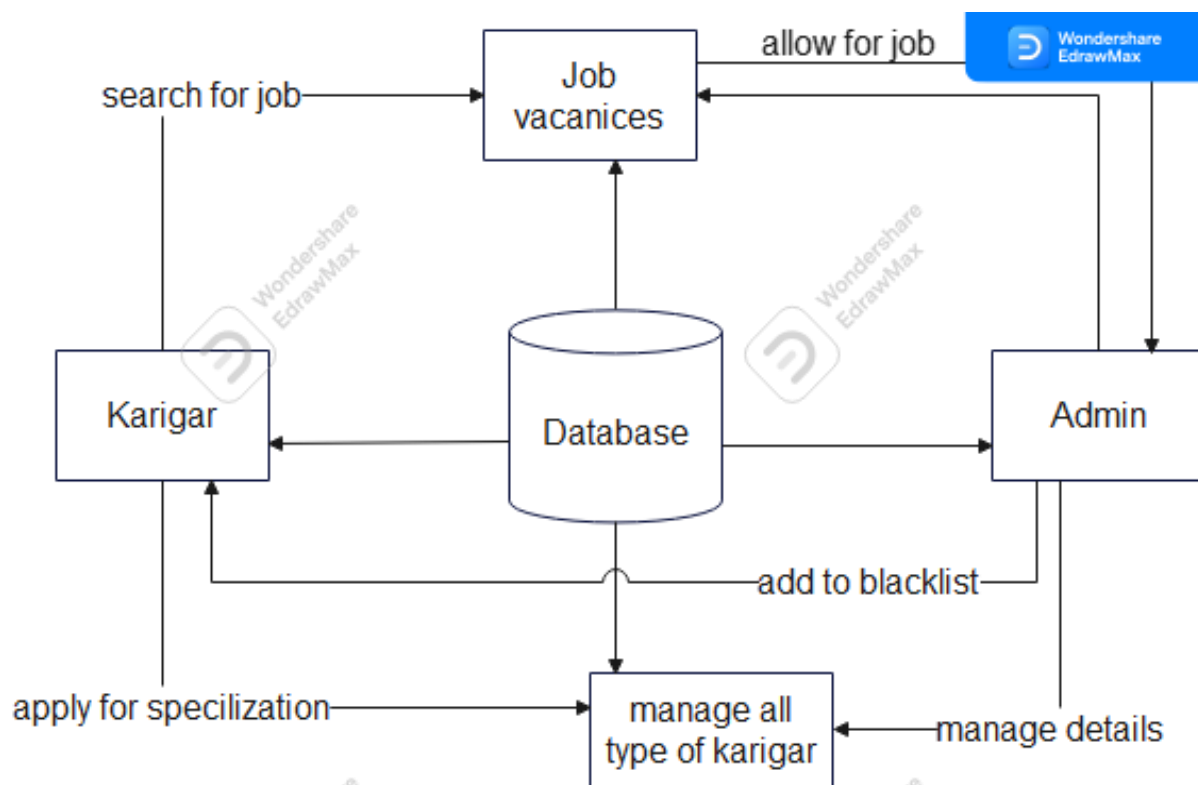 allow for job
Wondershare
EdrawMax
Job
vacanices
search for job
Wondershare
EdrawMax
Wondershare
EdrawMax
Karigar
Database
Admin
add to blacklist
apply for specilization
manage all
type of karigar
manage details